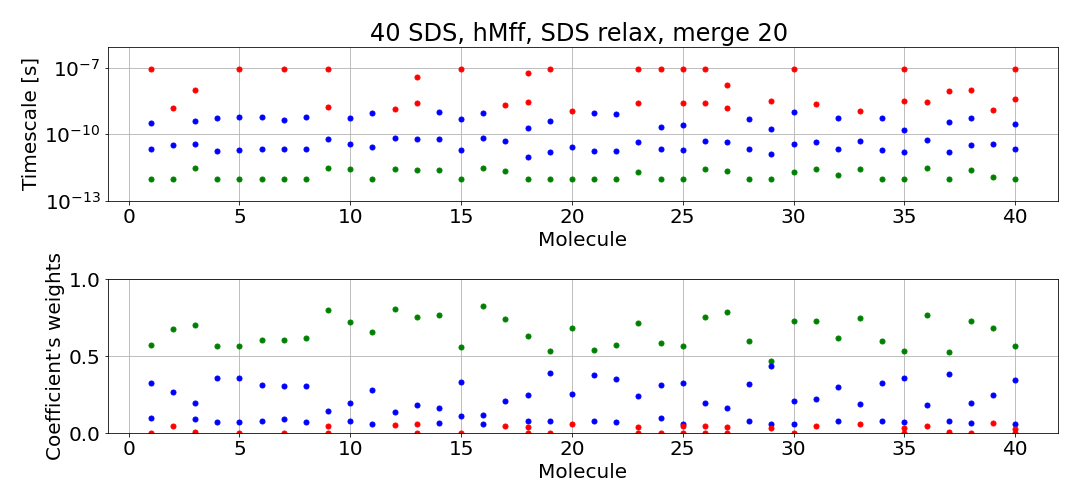 40 SDS, hMff, SDS relax, merge 20
Timescale [s]
10⁻⁷
10⁻¹⁰
10⁻¹³
0 5 10 15 20 25 30 35 40
Molecule
Coefficient's weights
1.0
0.5
0.0
0 5 10 15 20 25 30 35 40
Molecule